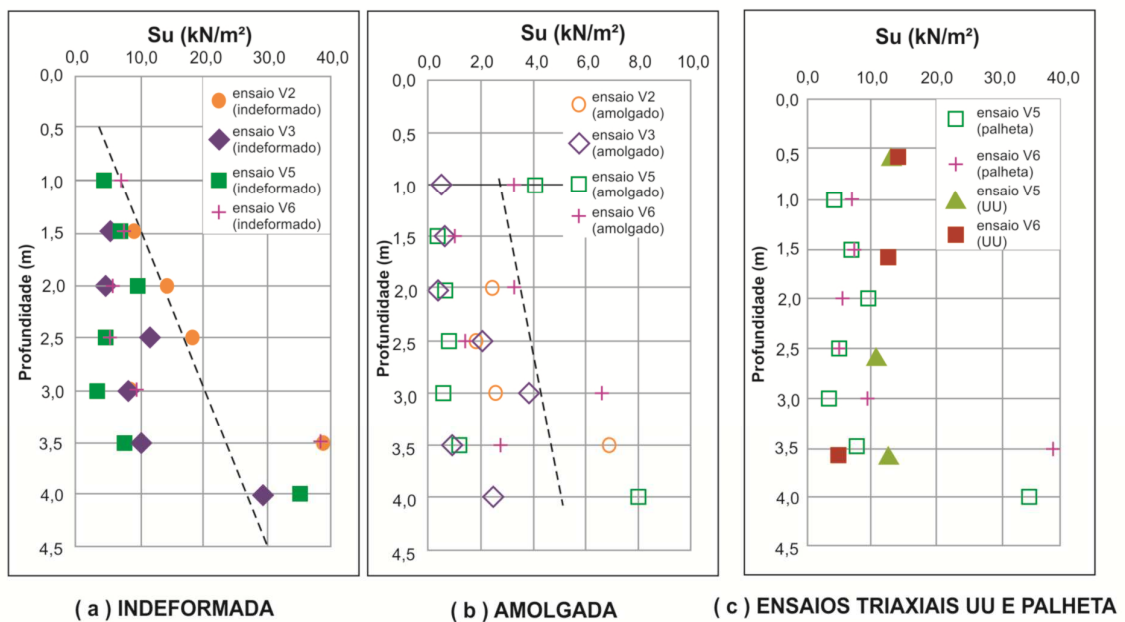 Su (kN/m²)
0,0 10,0 20,0 30,0 40,0
0,0
0,5
1,0
1,5
2,0
2,5
3,0
3,5
4,0
4,5
Profundidade (m)
ensaio V2
(indeformado)
ensaio V3
(indeformado)
ensaio V5
(indeformado)
ensaio V6
(indeformado)
( a ) INDEFORMADA
Su (kN/m²)
0,0 2,0 4,0 6,0 8,0 10,0
0,0
0,5
1,0
1,5
2,0
2,5
3,0
3,5
4,0
4,5
Profundidade (m)
ensaio V2
(amolgado)
ensaio V3
(amolgado)
ensaio V5
(amolgado)
ensaio V6
(amolgado)
( b ) AMOLGADA
Su (kN/m²)
0,0 10,0 20,0 30,0 40,0
0,0
0,5
1,0
1,5
2,0
2,5
3,0
3,5
4,0
4,5
Profundidade (m)
ensaio V5
(palheta)
ensaio V6
(palheta)
ensaio V5
(UU)
ensaio V6
(UU)
( c ) ENSAIOS TRIAXIAIS UU E PALHETA